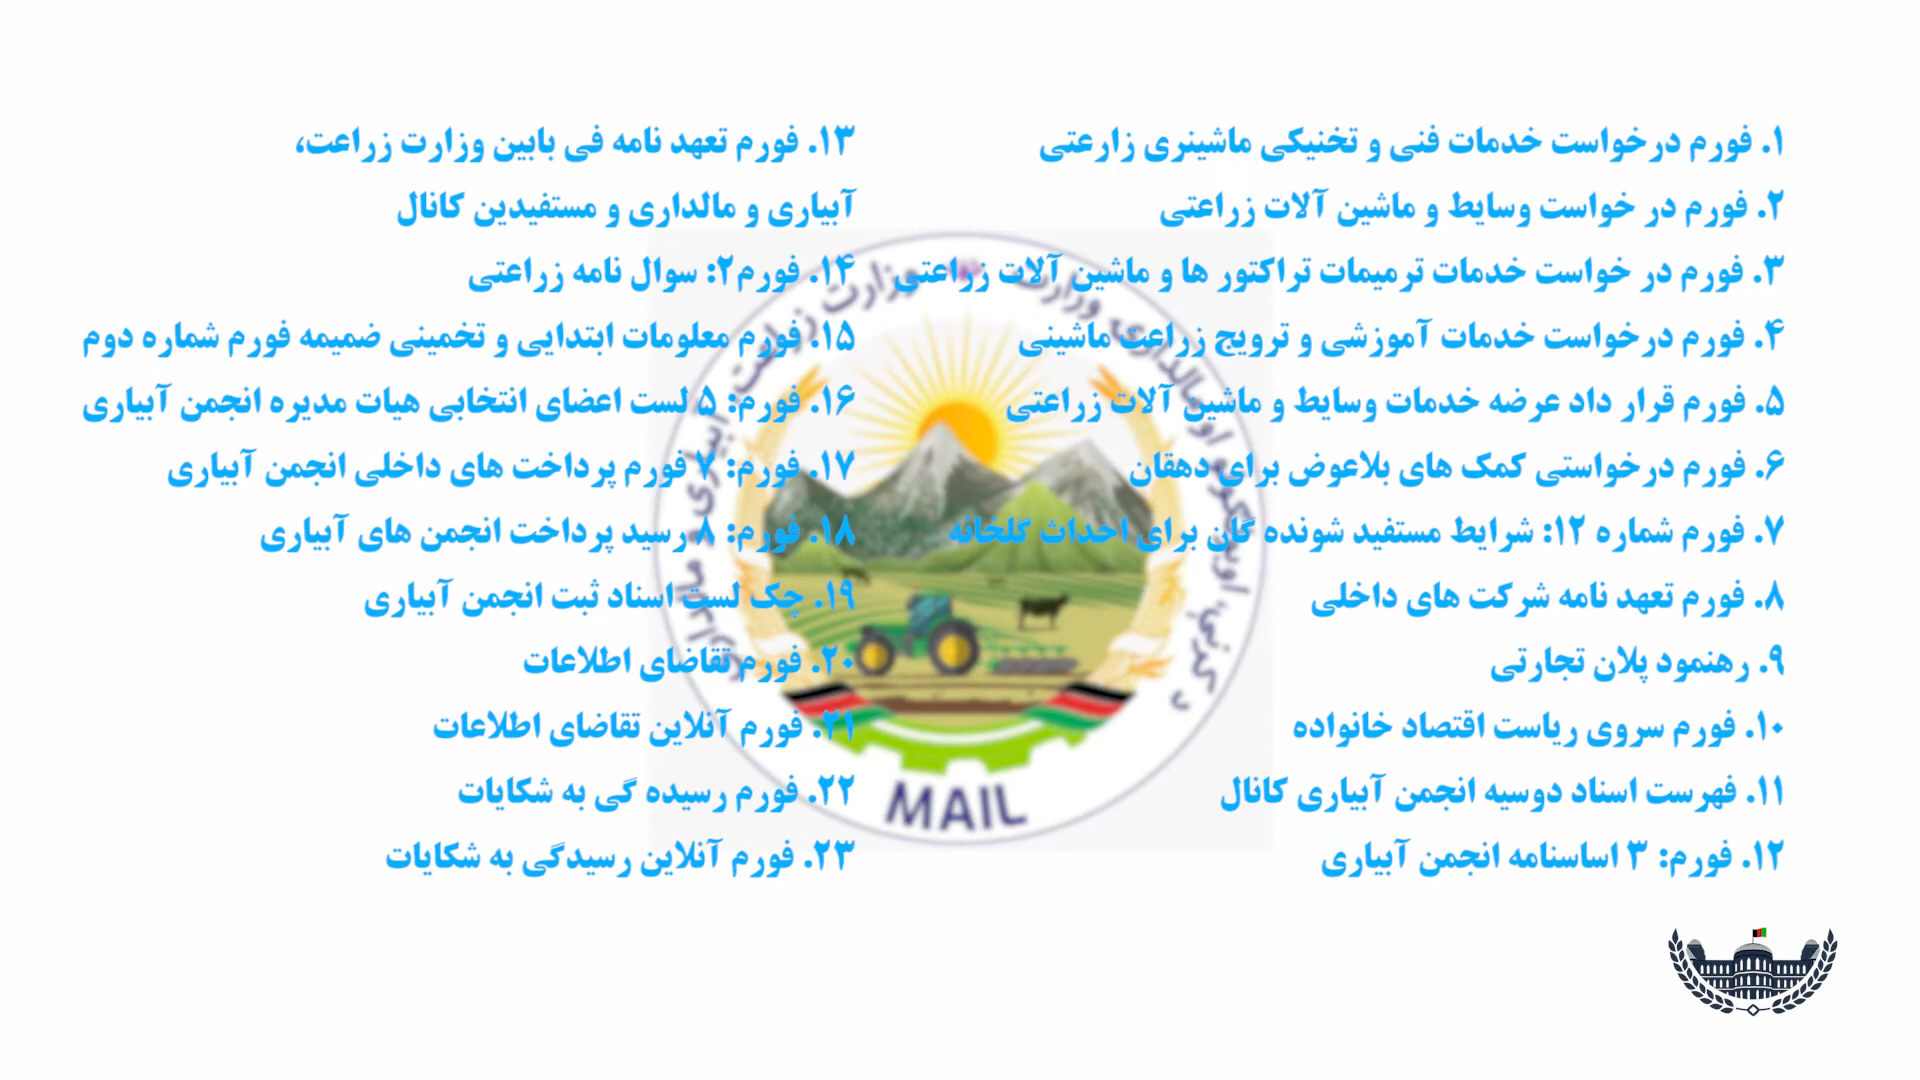 ۱. فورم درخواست خدمات فنی و تخنیکی ماشینری زارعتی
۲. فورم در خواست وسایط و ماشین آلات زراعتی
۳. فورم در خواست خدمات ترمیمات تراکتور ها و ماشین آلات زراعتی
۴. فورم درخواست خدمات آموزشی و ترویج زراعت ماشینی
۵. فورم قرار داد عرضه خدمات وسایط و ماشین آلات زراعتی
۶. فورم درخواستی کمک های بلاعوض برای دهقان
۷. فورم شماره ۱۲: شرایط مستفید شونده گان برای احداث گلخانه
۸. فورم تعهد نامه شرکت های داخلی
۹. رهنمود پلان تجارتی
۱۰. فورم سروی ریاست اقتصاد خانواده
۱۱. فهرست اسناد دوسیه انجمن آبیاری کانال
۱۲. فورم: ۳ اساسنامه انجمن آبیاری
۱۳. فورم تعهد نامه فی بابین وزارت زراعت،
آبیاری و مالداری و مستفیدین کانال
۱۴. فورم۲: سوال نامه زراعتی
۱۵. فورم معلومات ابتدایی و تخمینی ضمیمه فورم شماره دوم
۱۶. فورم: ۵ لست اعضای انتخابی هیات مدیره انجمن آبیاری
۱۷. فورم: ۷ فورم پرداخت های داخلی انجمن آبیاری
۱۸. فورم: ۸ رسید پرداخت انجمن های آبیاری
۱۹. چک لست اسناد ثبت انجمن آبیاری
۲۰. فورم تقاضای اطلاعات
۲۱. فورم آنلاین تقاضای اطلاعات
۲۲. فورم رسیده گی به شکایات
۲۳. فورم آنلاین رسیدگی به شکایات
وزارت زراعت، آبیاری و مالداری
MAIL